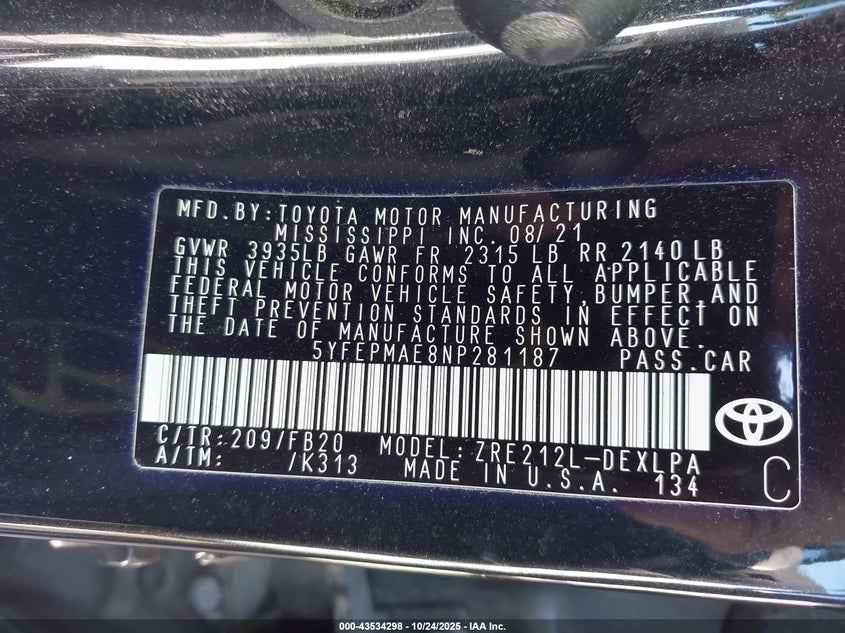 MFD.BY:TOYOTA MOTOR MANUFACTURING
MISSISSIPPI INC. 08/21
GVWR 3935LB GAWR FR 2315 LB RR 2140 LB
THIS VEHICLE CONFORMS TO ALL APPLICABLE
FEDERAL MOTOR VEHICLE SAFETY,BUMPER,AND
THEFT PREVENTION STANDARDS IN EFFECT ON
THE DATE OF MANUFACTURE SHOWN ABOVE.
5YFEPMAE8NP281187 PASS.CAR
C/TR:209/FB20 MODEL:ZRE212L-DEXLPA
A/TM: /K313 MADE IN U.S.A. 134
C
000-43534298 - 10/24/2025 - IAA Inc.